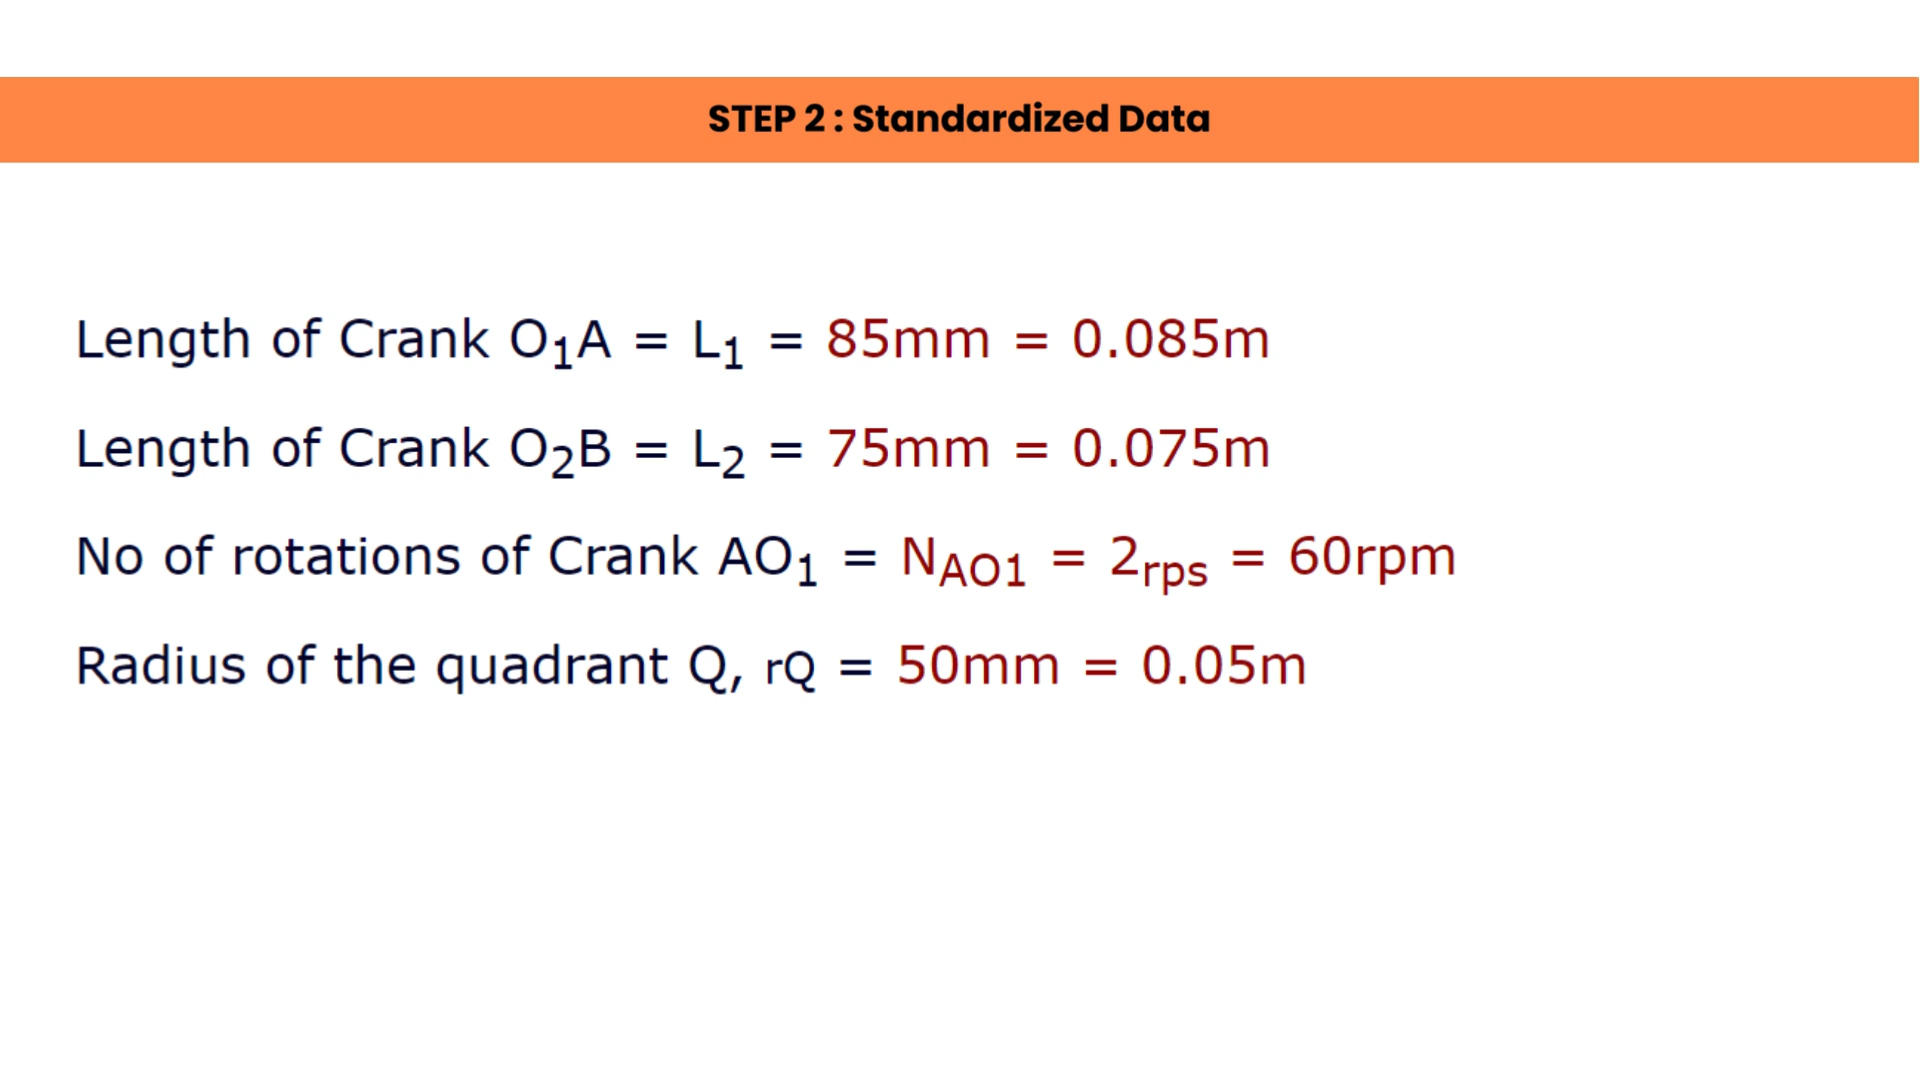 STEP 2 : Standardized Data
Length of Crank O₁A = L₁ = 85mm = 0.085m
Length of Crank O₂B = L₂ = 75mm = 0.075m
No of rotations of Crank AO₁ = N_AO1 = 2rps = 60rpm
Radius of the quadrant Q, rQ = 50mm = 0.05m